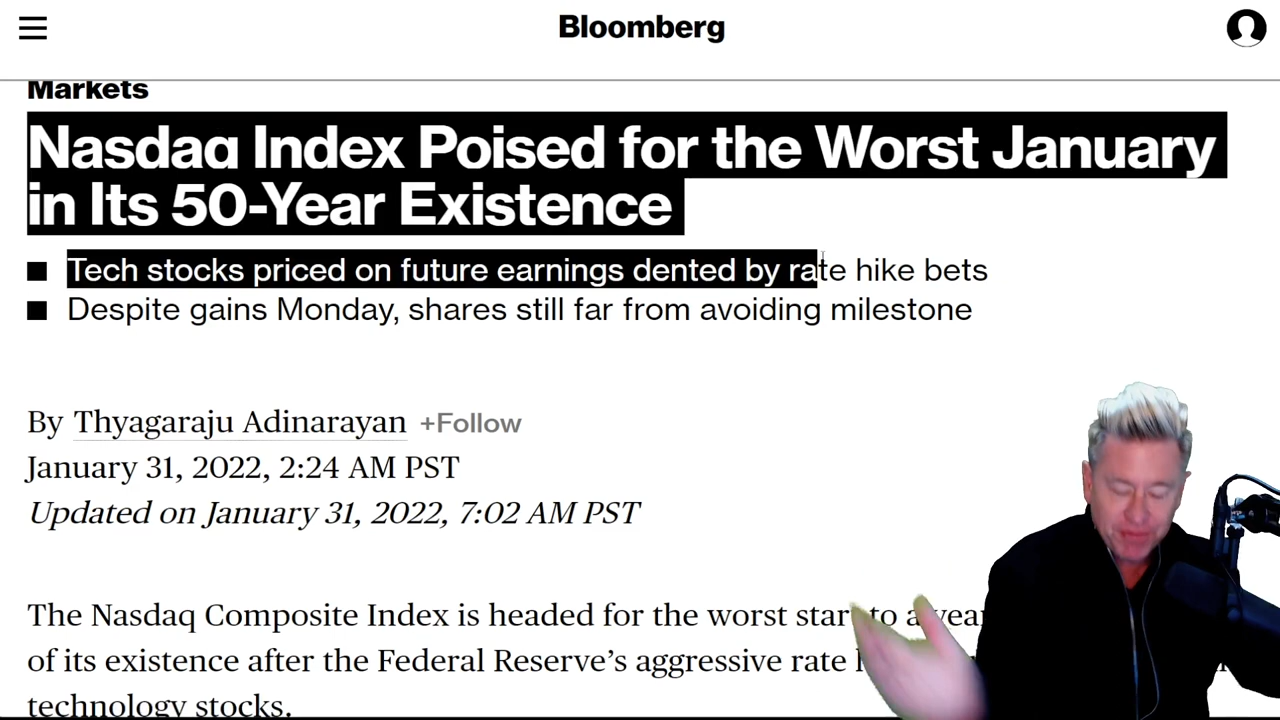 Bloomberg
Markets
Nasdaq Index Poised for the Worst January
in Its 50-Year Existence
Tech stocks priced on future earnings dented by rate hike bets
Despite gains Monday, shares still far from avoiding milestone
By Thyagaraju Adinarayan +Follow
January 31, 2022, 2:24 AM PST
Updated on January 31, 2022, 7:02 AM PST
The Nasdaq Composite Index is headed for the worst start to a year
of its existence after the Federal Reserve’s aggressive rate
technology stocks.